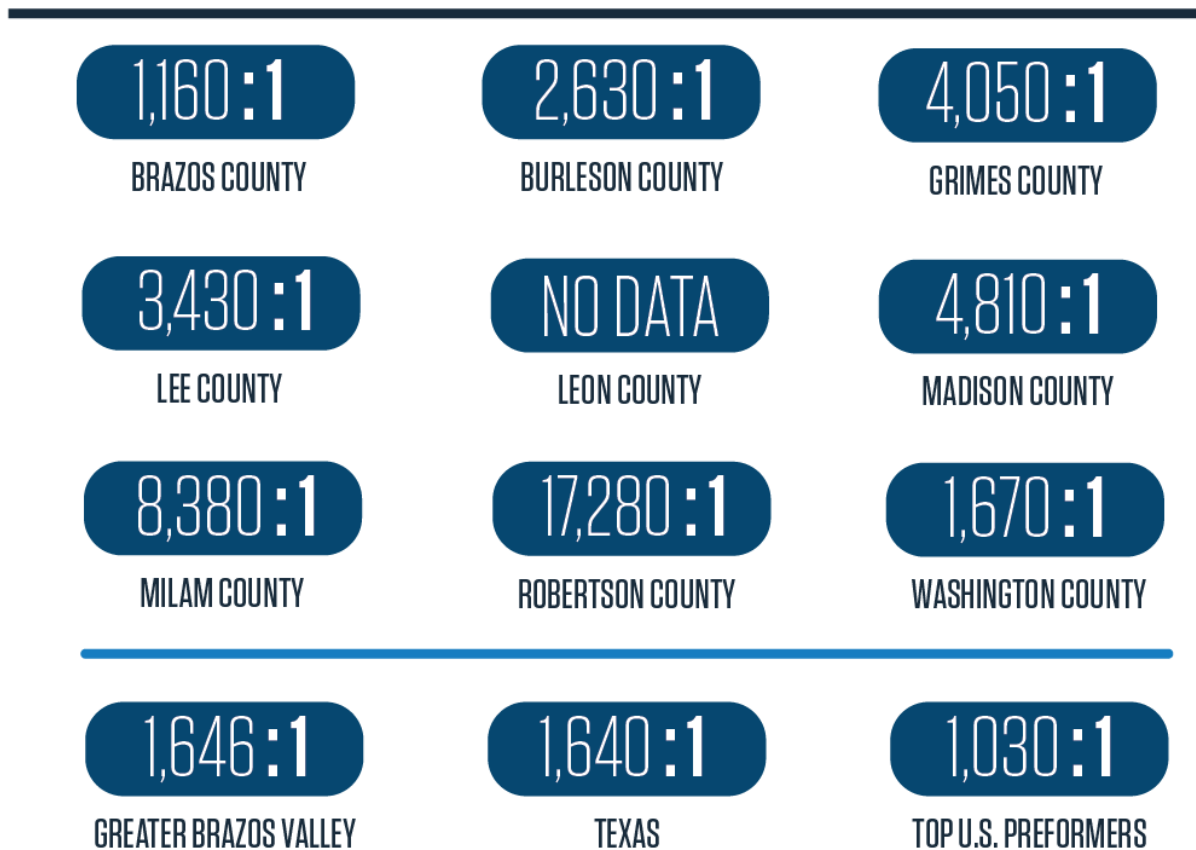 1,160 :1
2,630 :1
4,050 :1
BRAZOS COUNTY
BURLESON COUNTY
GRIMES COUNTY
3,430 :1
NO DATA
4,810 :1
LEE COUNTY
LEON COUNTY
MADISON COUNTY
8,380 :1
17,280 :1
1,670 :1
MILAM COUNTY
ROBERTSON COUNTY
WASHINGTON COUNTY
1,646 :1
1,640 :1
1,030 :1
GREATER BRAZOS VALLEY
TEXAS
TOP U.S. PREFORMERS